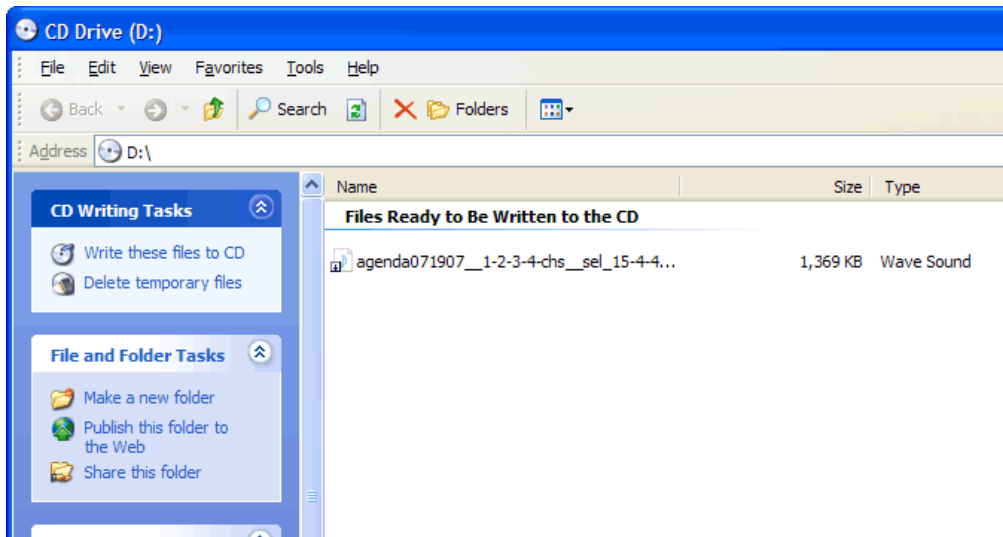 CD Drive (D:)
File Edit View Favorites Tools Help
Back Search Folders
Address D:\
CD Writing Tasks
Write these files to CD
Delete temporary files
File and Folder Tasks
Make a new folder
Publish this folder to
the Web
Share this folder
Name Size Type
Files Ready to Be Written to the CD
agenda071907__1-2-3-4-chs__sel_15-4-4... 1,369 KB Wave Sound